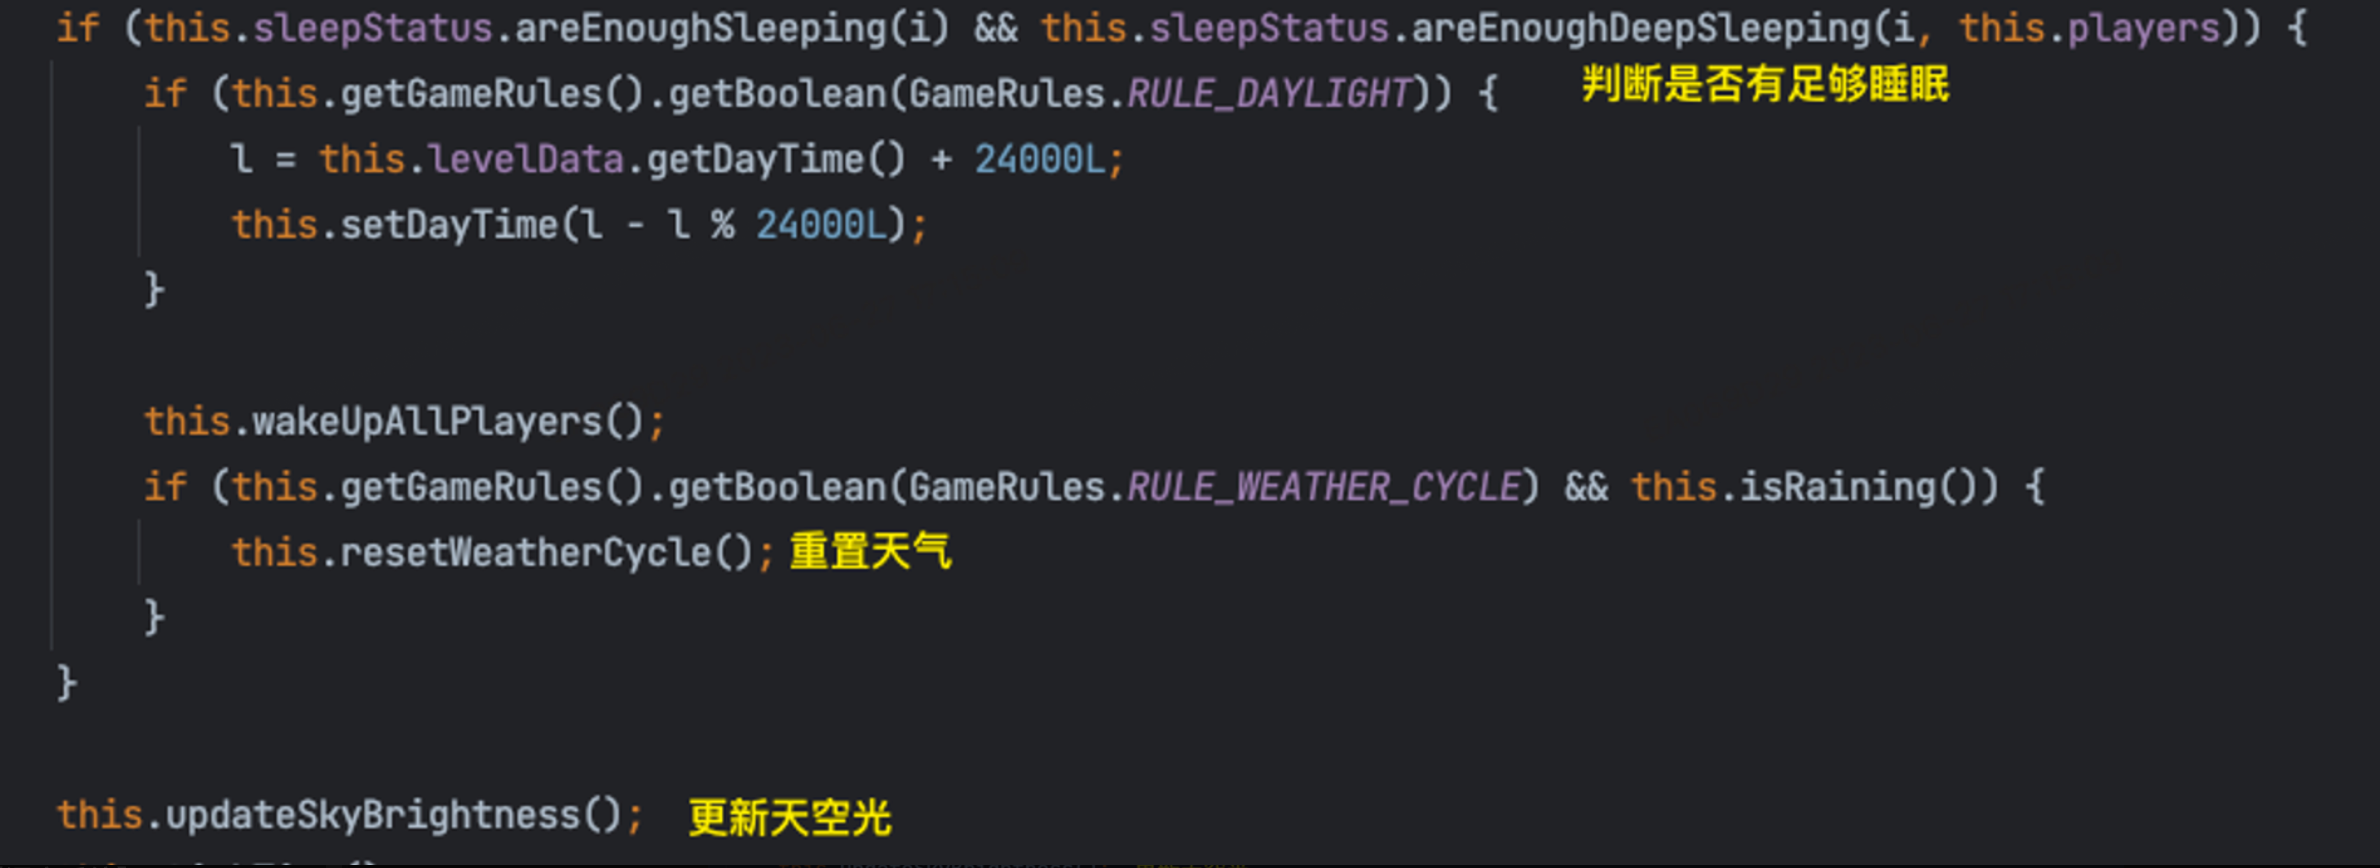 if (this.sleepStatus.areEnoughSleeping(i) && this.sleepStatus.areEnoughDeepSleeping(i, this.players)) {
if (this.getGameRules().getBoolean(GameRules.RULE_DAYLIGHT)) { 判断是否有足够睡眠
l = this.levelData.getDayTime() + 24000L;
this.setDayTime(l - l % 24000L);
}
this.wakeUpAllPlayers();
if (this.getGameRules().getBoolean(GameRules.RULE_WEATHER_CYCLE) && this.isRaining()) {
this.resetWeatherCycle(); 重置天气
}
}
this.updateSkyBrightness(); 更新天空光